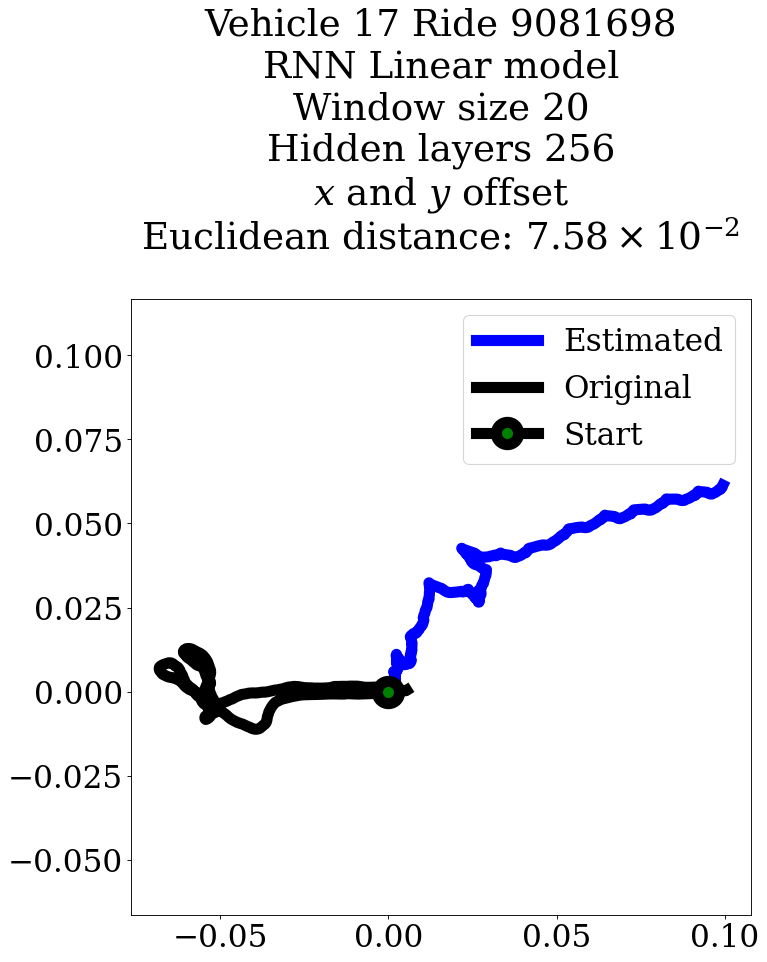 Vehicle 17 Ride 9081698
RNN Linear model
Window size 20
Hidden layers 256
x and y offset
Euclidean distance: 7.58 × 10⁻²
Estimated
Original
Start
0.100
0.075
0.050
0.025
0.000
−0.025
−0.050
−0.05
0.00
0.05
0.10